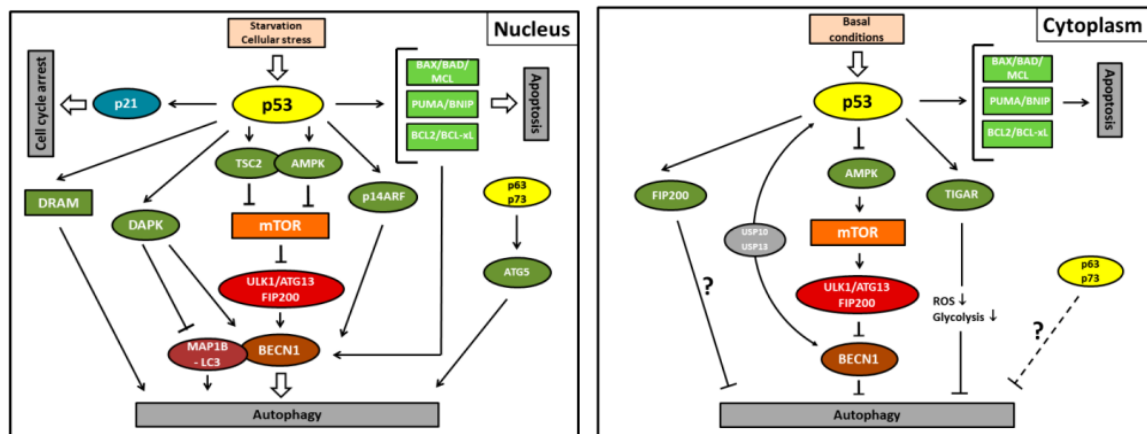 Starvation
Cellular stress
Nucleus
Cell cycle arrest
p21
p53
BAX/BAD/
MCL
PUMA/BNIP
BCL2/BCL-xL
Apoptosis
TSC2
AMPK
DRAM
DAPK
p14ARF
p63
p73
mTOR
ATG5
ULK1/ATG13
FIP200
MAP1B
- LC3
BECN1
Autophagy
Basal
conditions
Cytoplasm
p53
BAX/BAD/
MCL
PUMA/BNIP
BCL2/BCL-xL
Apoptosis
FIP200
AMPK
TIGAR
USP10
USP13
mTOR
p63
p73
?
ULK1/ATG13
FIP200
ROS ↓
Glycolysis ↓
?
BECN1
Autophagy